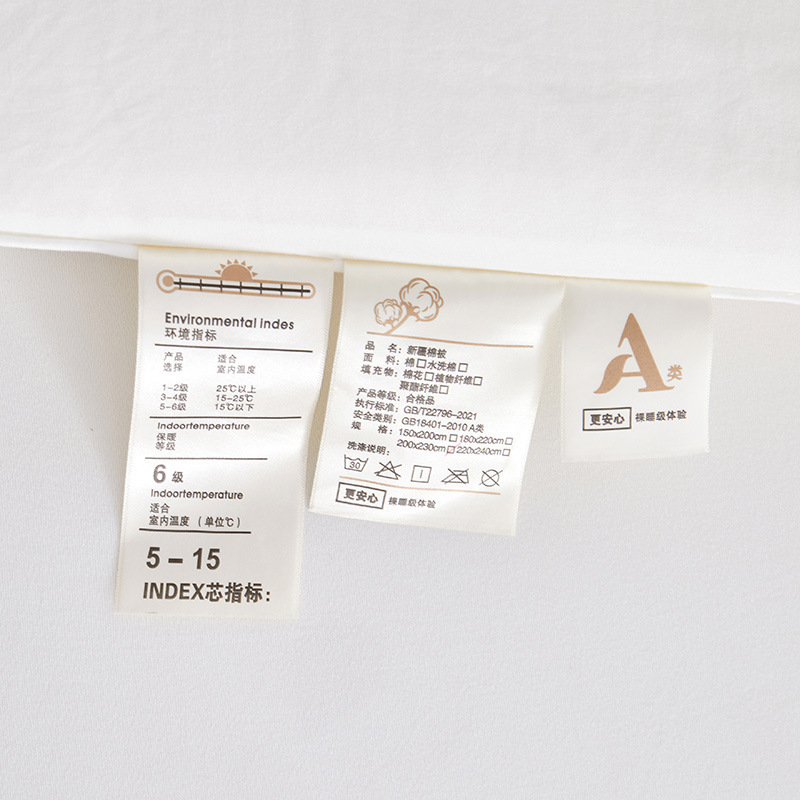 Environmental Indes
环境指标
产品 适合
选择 室内温度
1-2级 25℃以上
3-4级 15-25℃
5-6级 15℃以下
Indoortemperature
保暖
等级
6级
Indoortemperature
适合
室内温度（单位℃）
5-15
INDEX芯指标：
品 名：新疆棉被
面 料：棉□水洗棉□
填充物：棉花□植物纤维□
聚酯纤维□
产品等级：合格品
执行标准：GB/T22796-2021
安全类别：GB18401-2010 A类
规 格：150x200cm□180x220cm□
200x230cm☑220x240cm□
洗涤说明：
30
更安心 裸睡级体验
A类
更安心 裸睡级体验